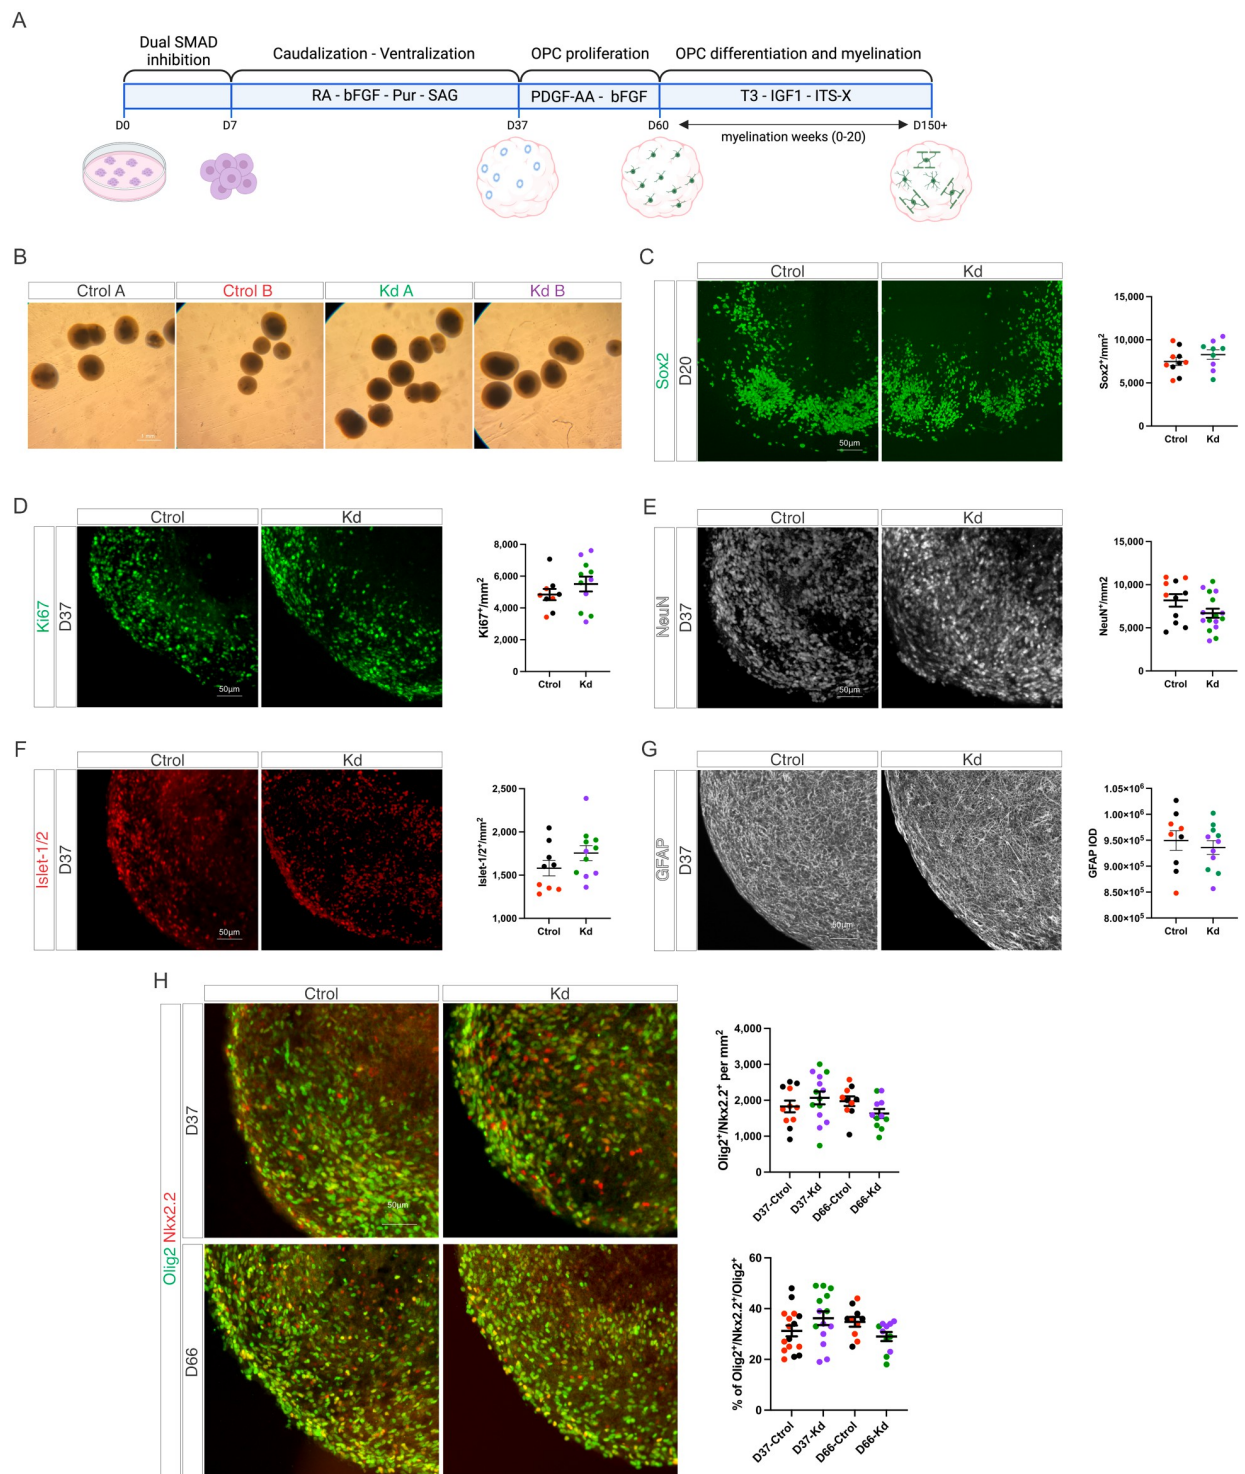 A
Dual SMAD
inhibition
Caudalization - Ventralization
OPC proliferation
OPC differentiation and myelination
RA - bFGF - Pur - SAG
PDGF-AA - bFGF
T3 - IGF1 - ITS-X
D0
D7
D37
D60
D150+
myelination weeks (0-20)
B
Ctrol A
Ctrol B
Kd A
Kd B
1 mm
C
Ctrol
Kd
Sox2
D20
50µm
Sox2⁺/mm²
15,000
10,000
5,000
0
Ctrol
Kd
D
Ctrol
Kd
Ki67
D37
50µm
Ki67⁺/mm²
8,000
6,000
4,000
2,000
0
Ctrol
Kd
E
Ctrol
Kd
NeuN
D37
50µm
NeuN⁺/mm2
15,000
10,000
5,000
0
Ctrol
Kd
F
Ctrol
Kd
Islet-1/2
D37
50µm
Islet-1/2⁺/mm²
2,500
2,000
1,500
1,000
Ctrol
Kd
G
Ctrol
Kd
GFAP
D37
50µm
GFAP IOD
1.05×10⁶
1.00×10⁶
9.50×10⁵
9.00×10⁵
8.50×10⁵
8.00×10⁵
Ctrol
Kd
H
Ctrol
Kd
Olig2 Nkx2.2
D37
50µm
D66
Olig2⁺/Nkx2.2⁺ per mm²
4,000
3,000
2,000
1,000
0
D37-Ctrol
D37-Kd
D66-Ctrol
D66-Kd
% of Olig2⁺/Nkx2.2⁺/Olig2⁺
60
40
20
0
D37-Ctrol
D37-Kd
D66-Ctrol
D66-Kd